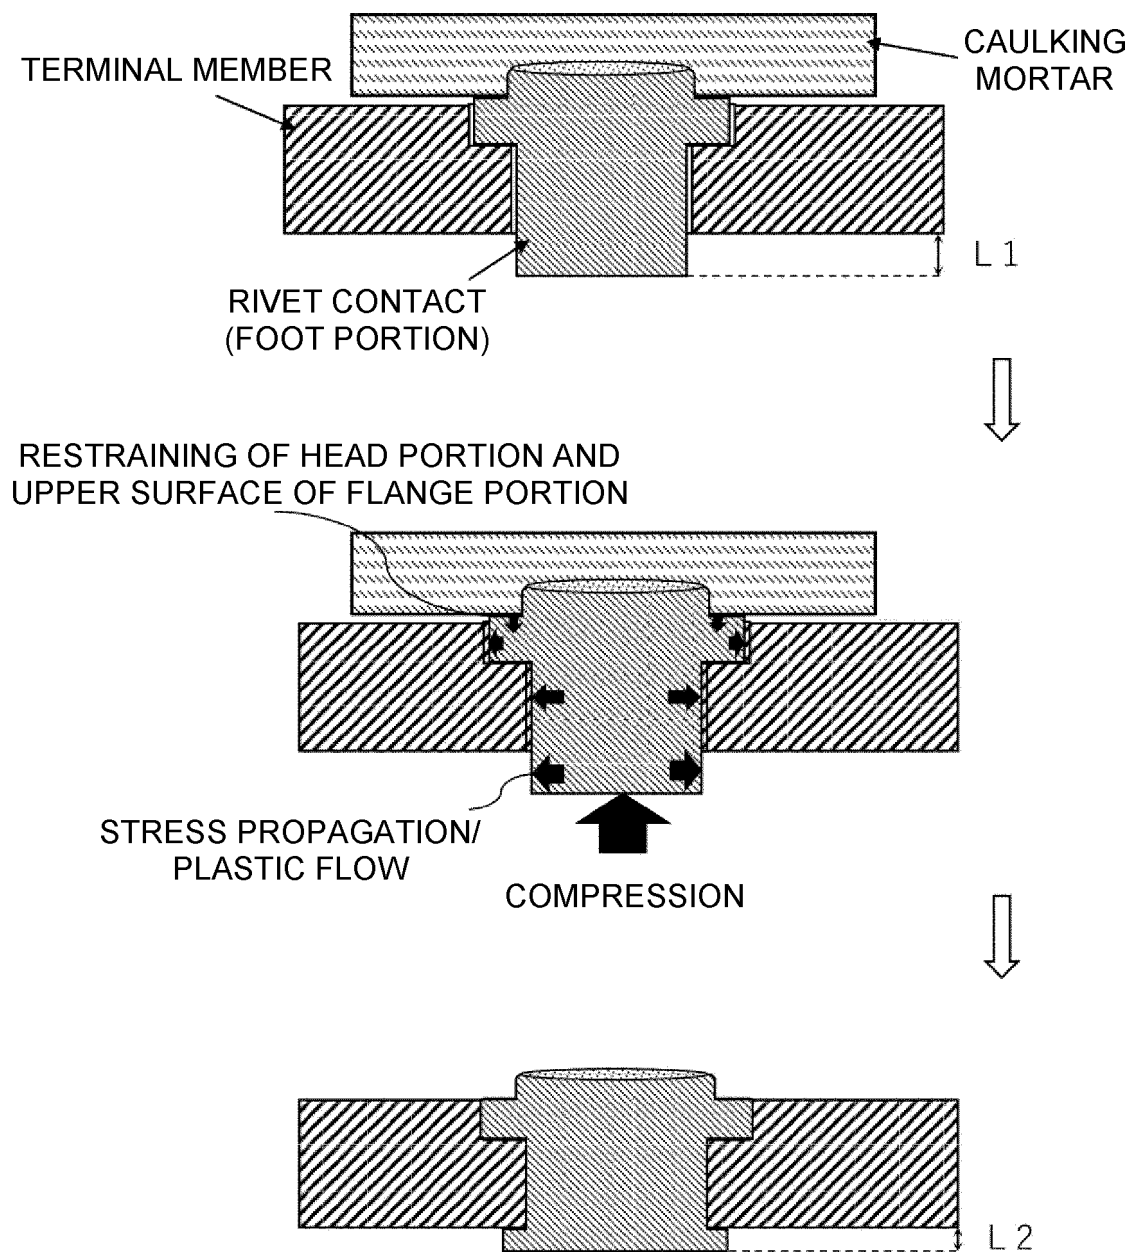 CAULKING
MORTAR
TERMINAL MEMBER
L 1
RIVET CONTACT
(FOOT PORTION)
RESTRAINING OF HEAD PORTION AND
UPPER SURFACE OF FLANGE PORTION
STRESS PROPAGATION/
PLASTIC FLOW
COMPRESSION
L 2